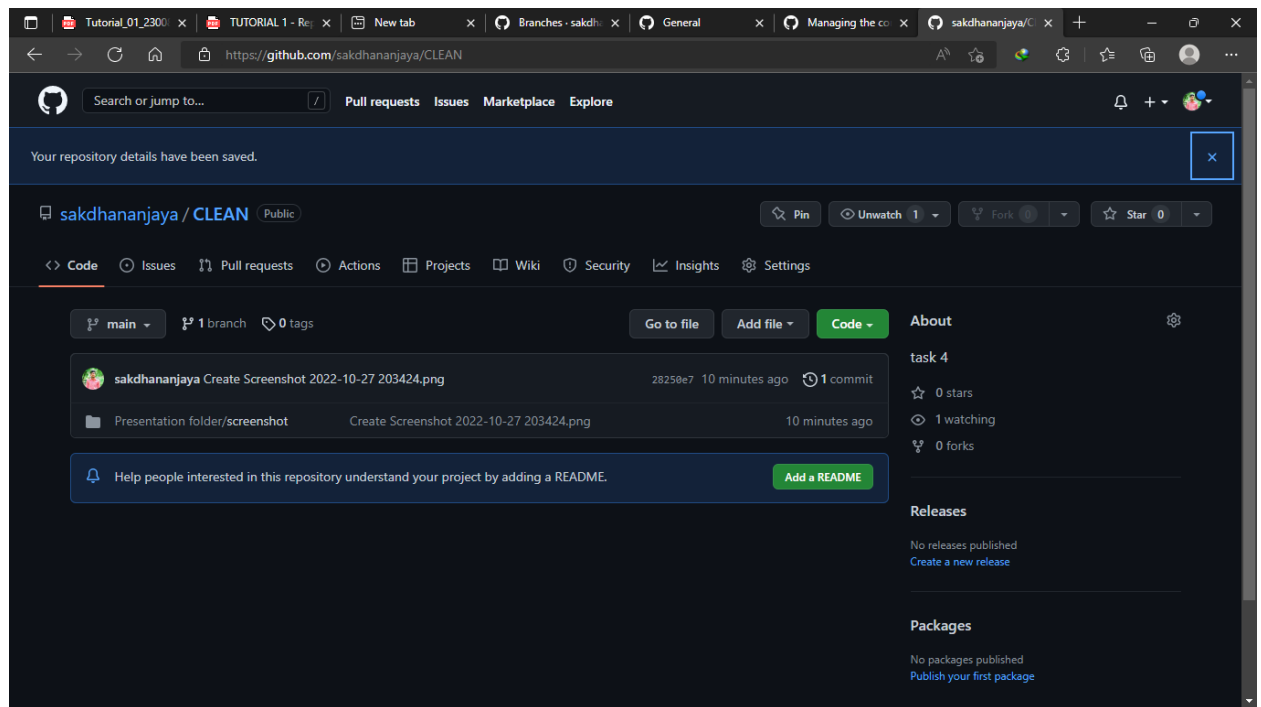 Tutorial_01_2300 TUTORIAL 1 - Re New tab Branches · sakdha General Managing the co sakdhananjaya/C
https://github.com/sakdhananjaya/CLEAN
Search or jump to... / Pull requests Issues Marketplace Explore
Your repository details have been saved.
sakdhananjaya / CLEAN Public Pin Unwatch 1 Fork 0 Star 0
Code Issues Pull requests Actions Projects Wiki Security Insights Settings
main 1 branch 0 tags Go to file Add file Code About
task 4
sakdhananjaya Create Screenshot 2022-10-27 203424.png 28250e7 10 minutes ago 1 commit
0 stars
Presentation folder/screenshot Create Screenshot 2022-10-27 203424.png 10 minutes ago 1 watching
0 forks
Help people interested in this repository understand your project by adding a README. Add a README
Releases
No releases published
Create a new release
Packages
No packages published
Publish your first package